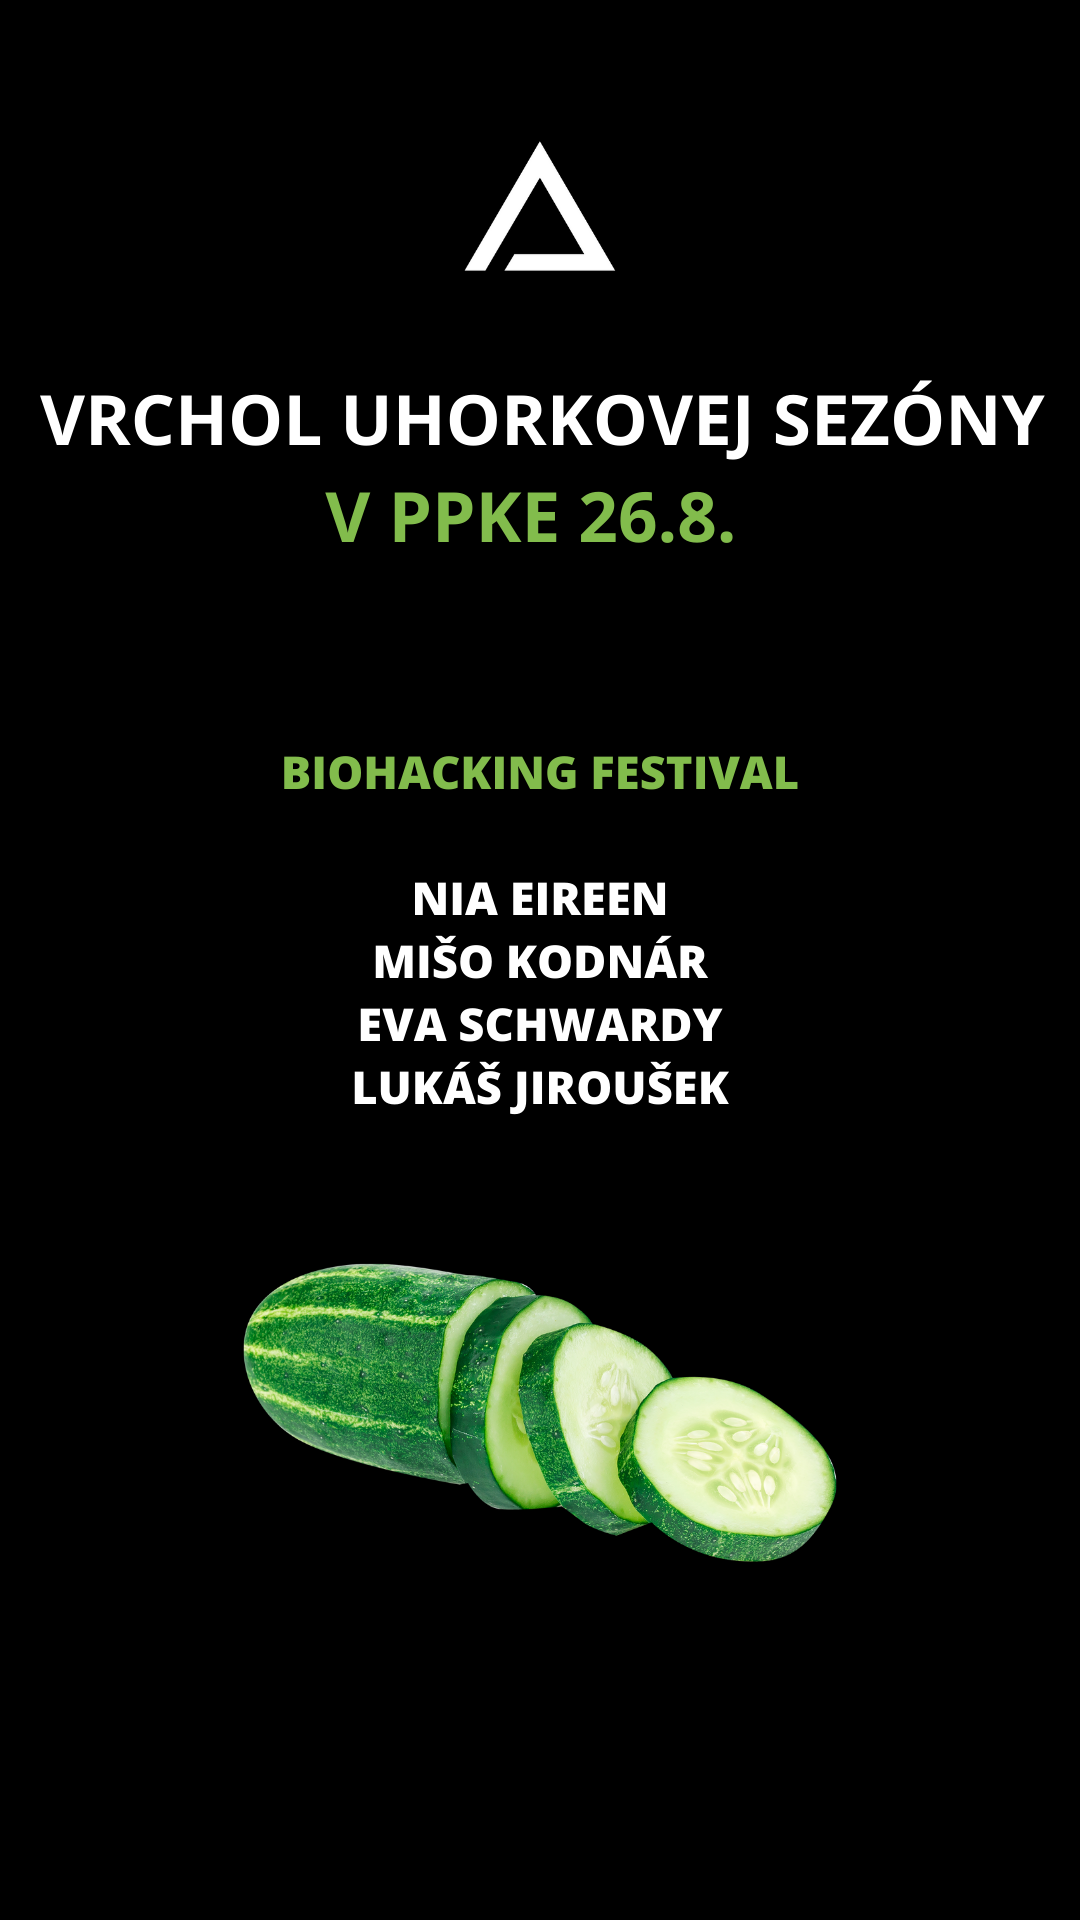 VRCHOL UHORKOVEJ SEZÓNY
V PPKE 26.8.
BIOHACKING FESTIVAL
NIA EIREEN
MIŠO KODNÁR
EVA SCHWARDY
LUKÁŠ JIROUŠEK